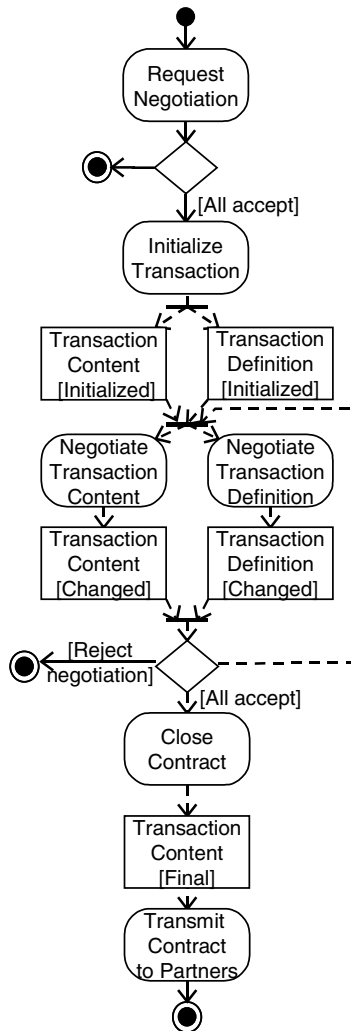 Request
Negotiation
[All accept]
Initialize
Transaction
Transaction
Content
[Initialized]
Transaction
Definition
[Initialized]
Negotiate
Transaction
Content
Negotiate
Transaction
Definition
Transaction
Content
[Changed]
Transaction
Definition
[Changed]
[Reject
negotiation]
[All accept]
Close
Contract
Transaction
Content
[Final]
Transmit
Contract
to Partners